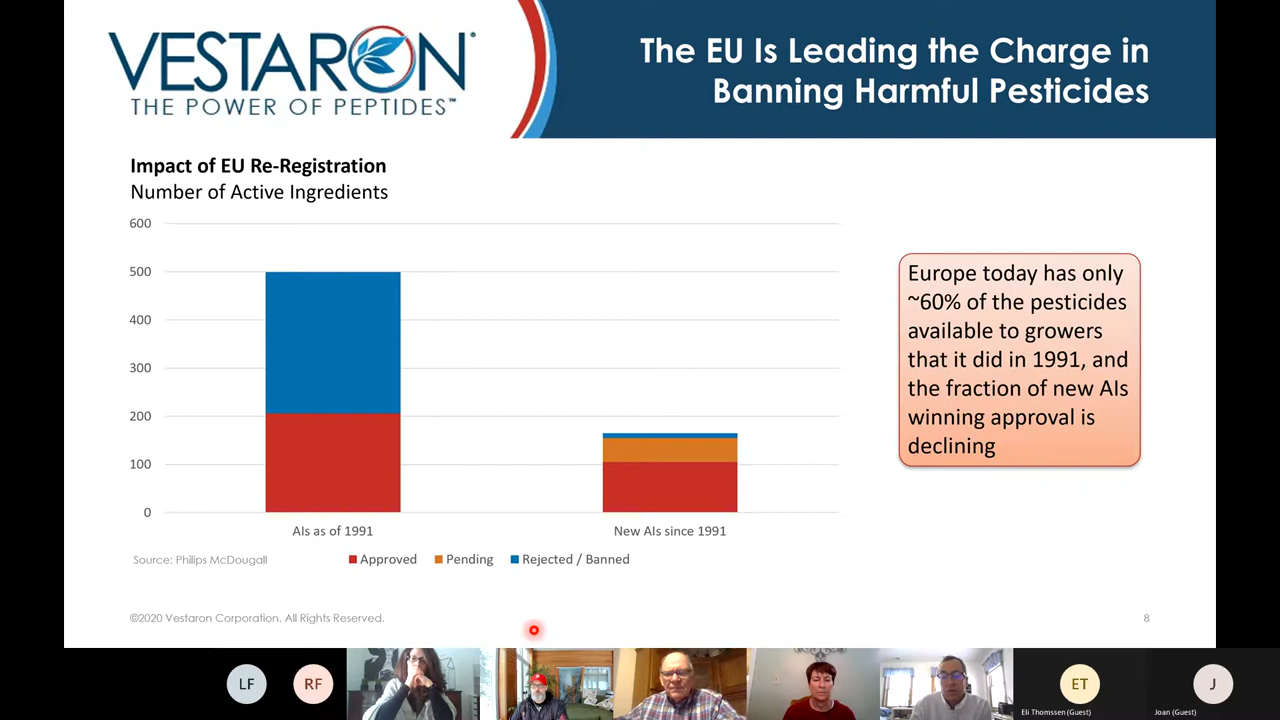 VESTARON
THE POWER OF PEPTIDES™
The EU Is Leading the Charge in
Banning Harmful Pesticides
Impact of EU Re-Registration
Number of Active Ingredients
600
500
400
300
200
100
0
AIs as of 1991
New AIs since 1991
Source: Philips McDougall
Approved
Pending
Rejected / Banned
Europe today has only
~60% of the pesticides
available to growers
that it did in 1991, and
the fraction of new AIs
winning approval is
declining
©2020 Vestaron Corporation. All Rights Reserved.
8
LF
RF
ET
Eli Thomssen (Guest)
J
Joan (Guest)